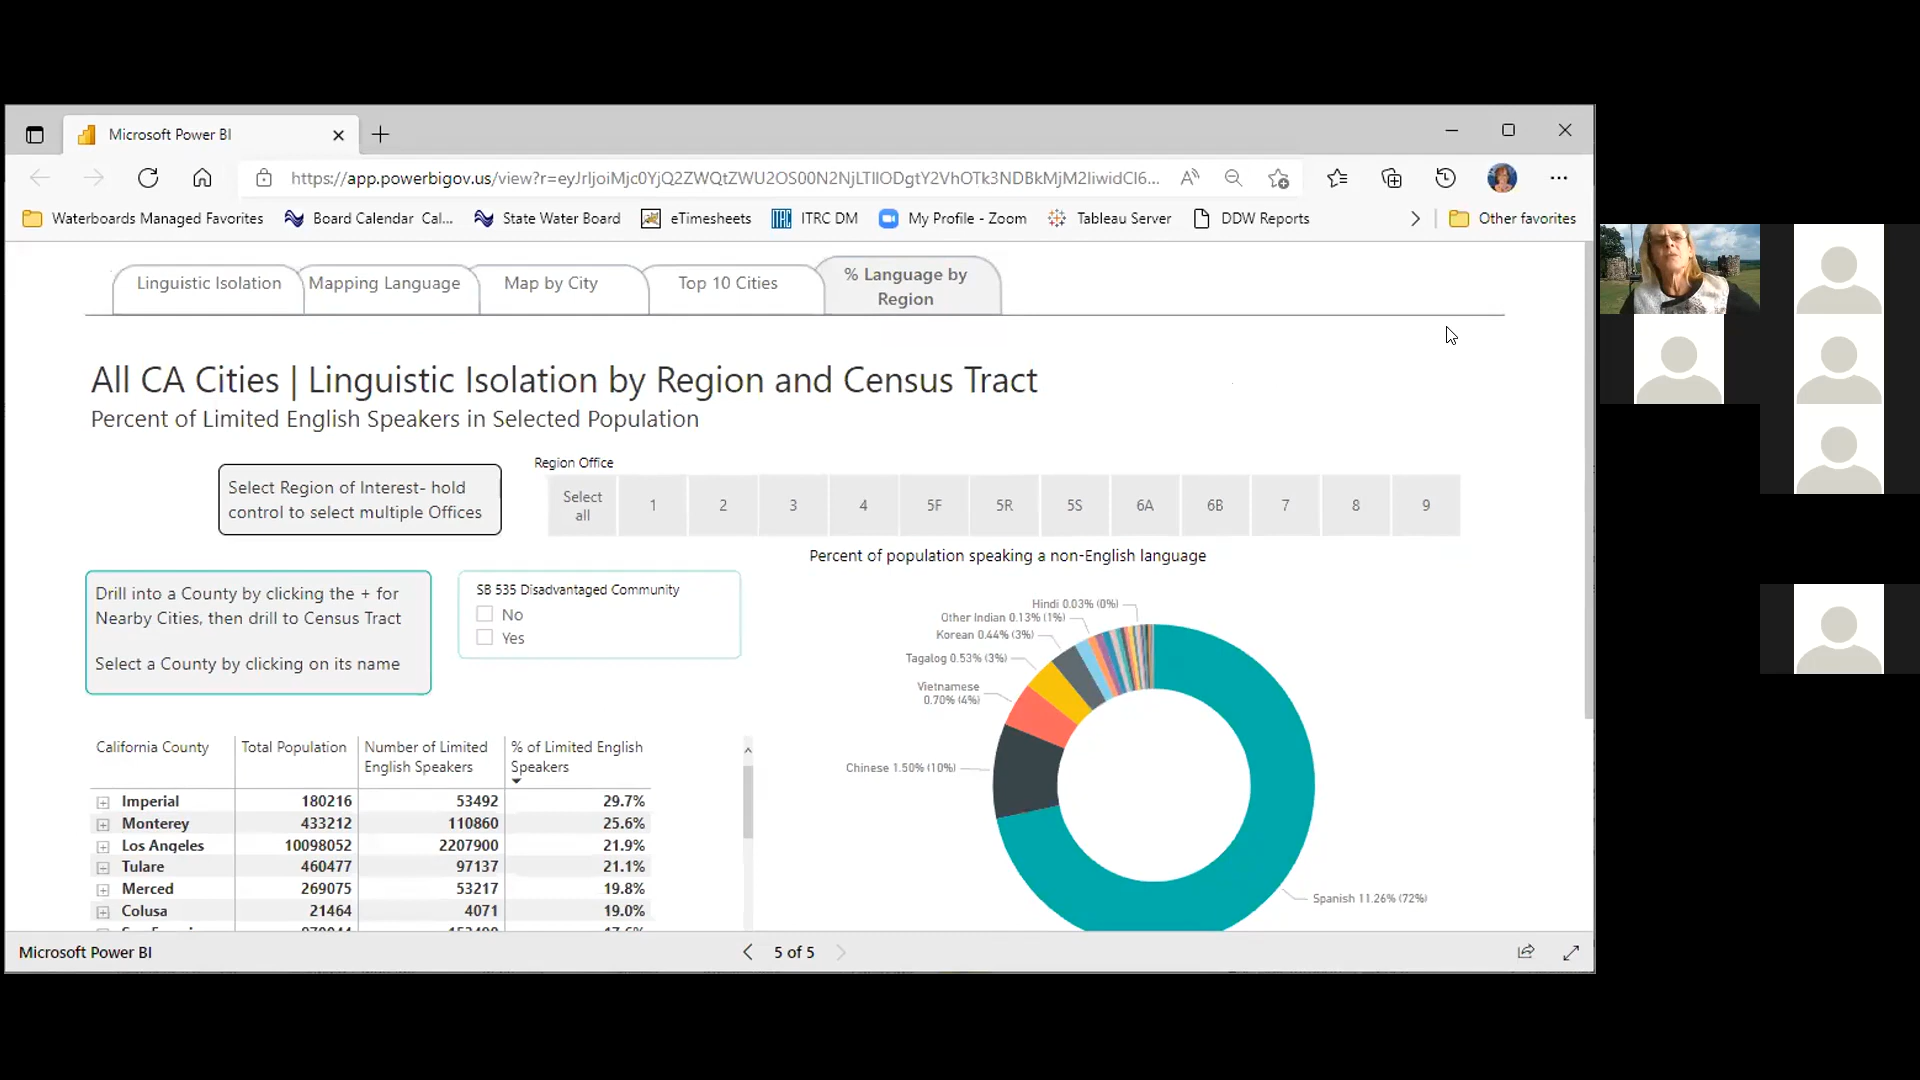 Microsoft Power BI
https://app.powerbigov.us/view?r=eyJrIjoiMjc0YjQ2ZWQtZWU2OS00N2NjLTllODgtY2VhOTk3NDBkMjM2IiwidCI6...
Waterboards Managed Favorites
Board Calendar Cal...
State Water Board
eTimesheets
ITRC DM
My Profile - Zoom
Tableau Server
DDW Reports
Other favorites
Linguistic Isolation
Mapping Language
Map by City
Top 10 Cities
% Language by
Region
All CA Cities | Linguistic Isolation by Region and Census Tract
Percent of Limited English Speakers in Selected Population
Select Region of Interest- hold
control to select multiple Offices
Region Office
Select
all
1
2
3
4
5F
5R
5S
6A
6B
7
8
9
Drill into a County by clicking the + for
Nearby Cities, then drill to Census Tract
Select a County by clicking on its name
SB 535 Disadvantaged Community
No
Yes
Percent of population speaking a non-English language
Hindi 0.03% (0%)
Other Indian 0.13% (1%)
Korean 0.44% (3%)
Tagalog 0.53% (3%)
Vietnamese
0.70% (4%)
Chinese 1.50% (10%)
Spanish 11.26% (72%)
California County Total Population Number of Limited English Speakers % of Limited English Speakers
Imperial 180216 53492 29.7%
Monterey 433212 110860 25.6%
Los Angeles 10098052 2207900 21.9%
Tulare 460477 97137 21.1%
Merced 269075 53217 19.8%
Colusa 21464 4071 19.0%
Microsoft Power BI
5 of 5